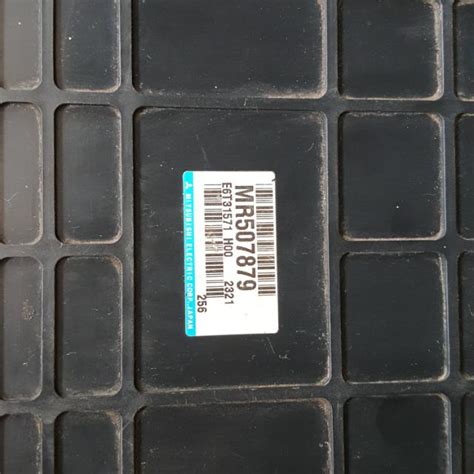 MR507879
E6T31571 H00 2321
256
MITSUBISHI ELECTRIC CORP. JAPAN